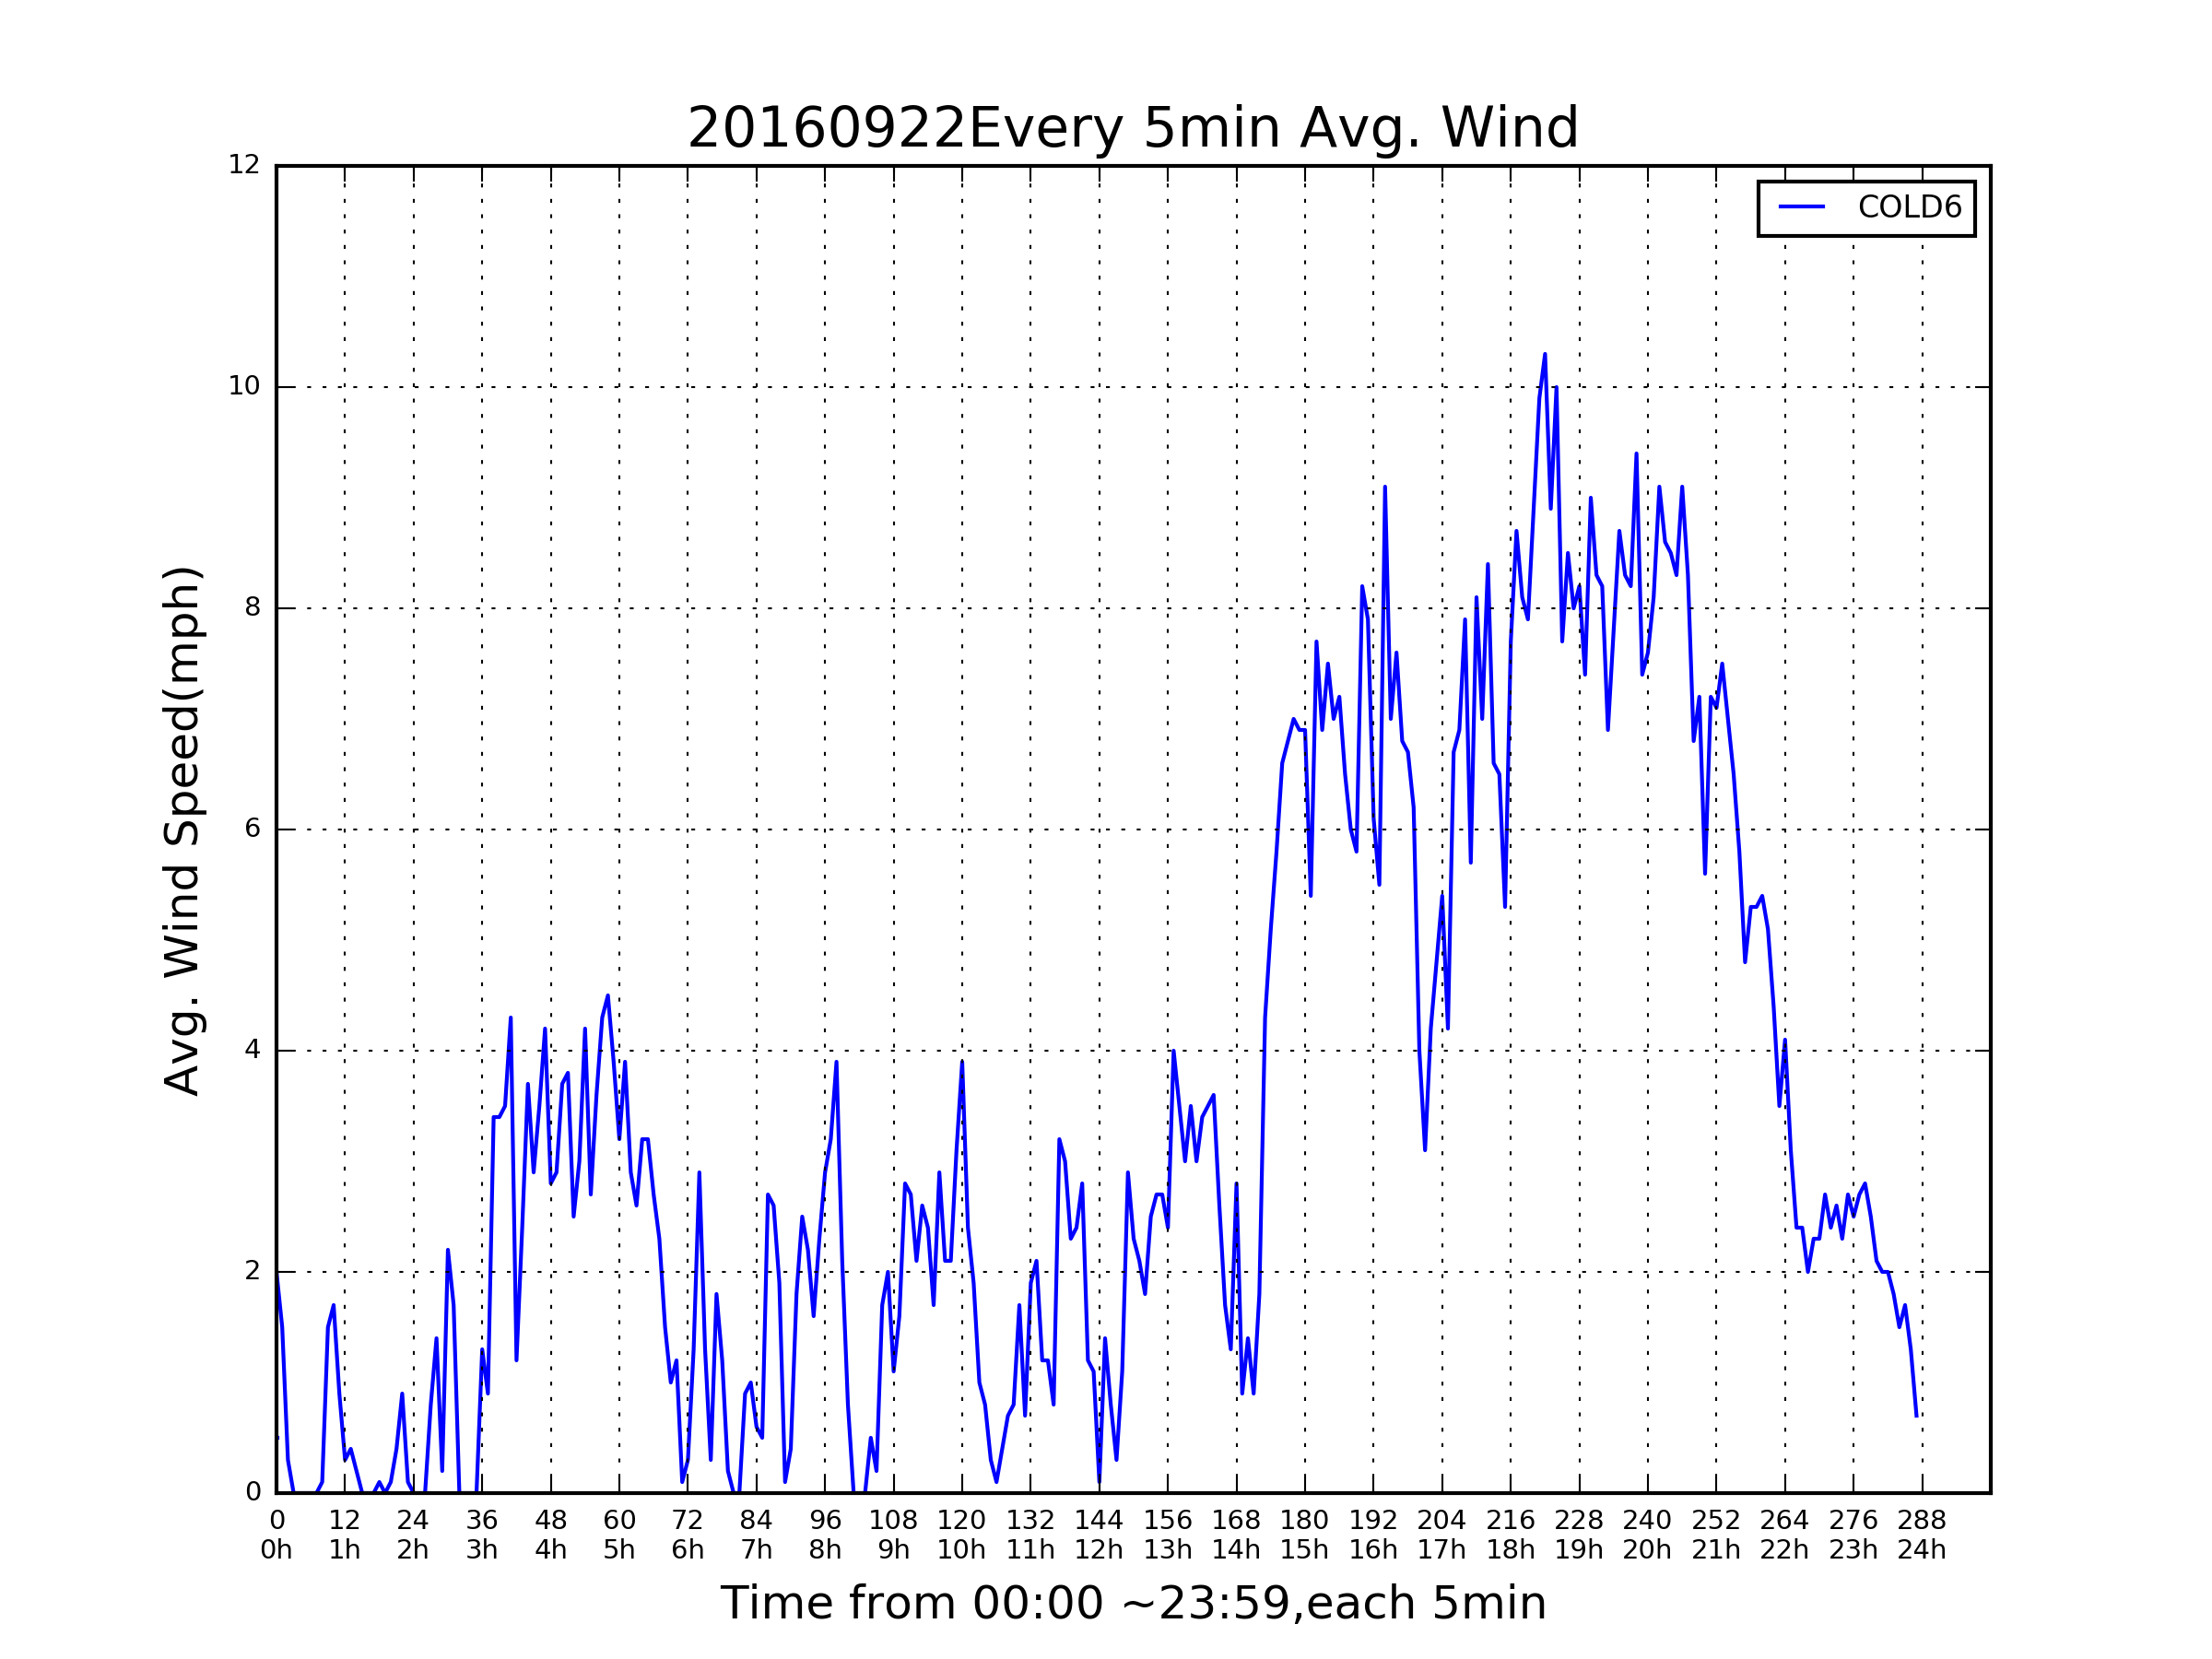 20160922Every 5min Avg. Wind
COLD6
Avg. Wind Speed(mph)
12
10
8
6
4
2
0
0 12 24 36 48 60 72 84 96 108 120 132 144 156 168 180 192 204 216 228 240 252 264 276 288
0h 1h 2h 3h 4h 5h 6h 7h 8h 9h 10h 11h 12h 13h 14h 15h 16h 17h 18h 19h 20h 21h 22h 23h 24h
Time from 00:00 ~23:59,each 5min